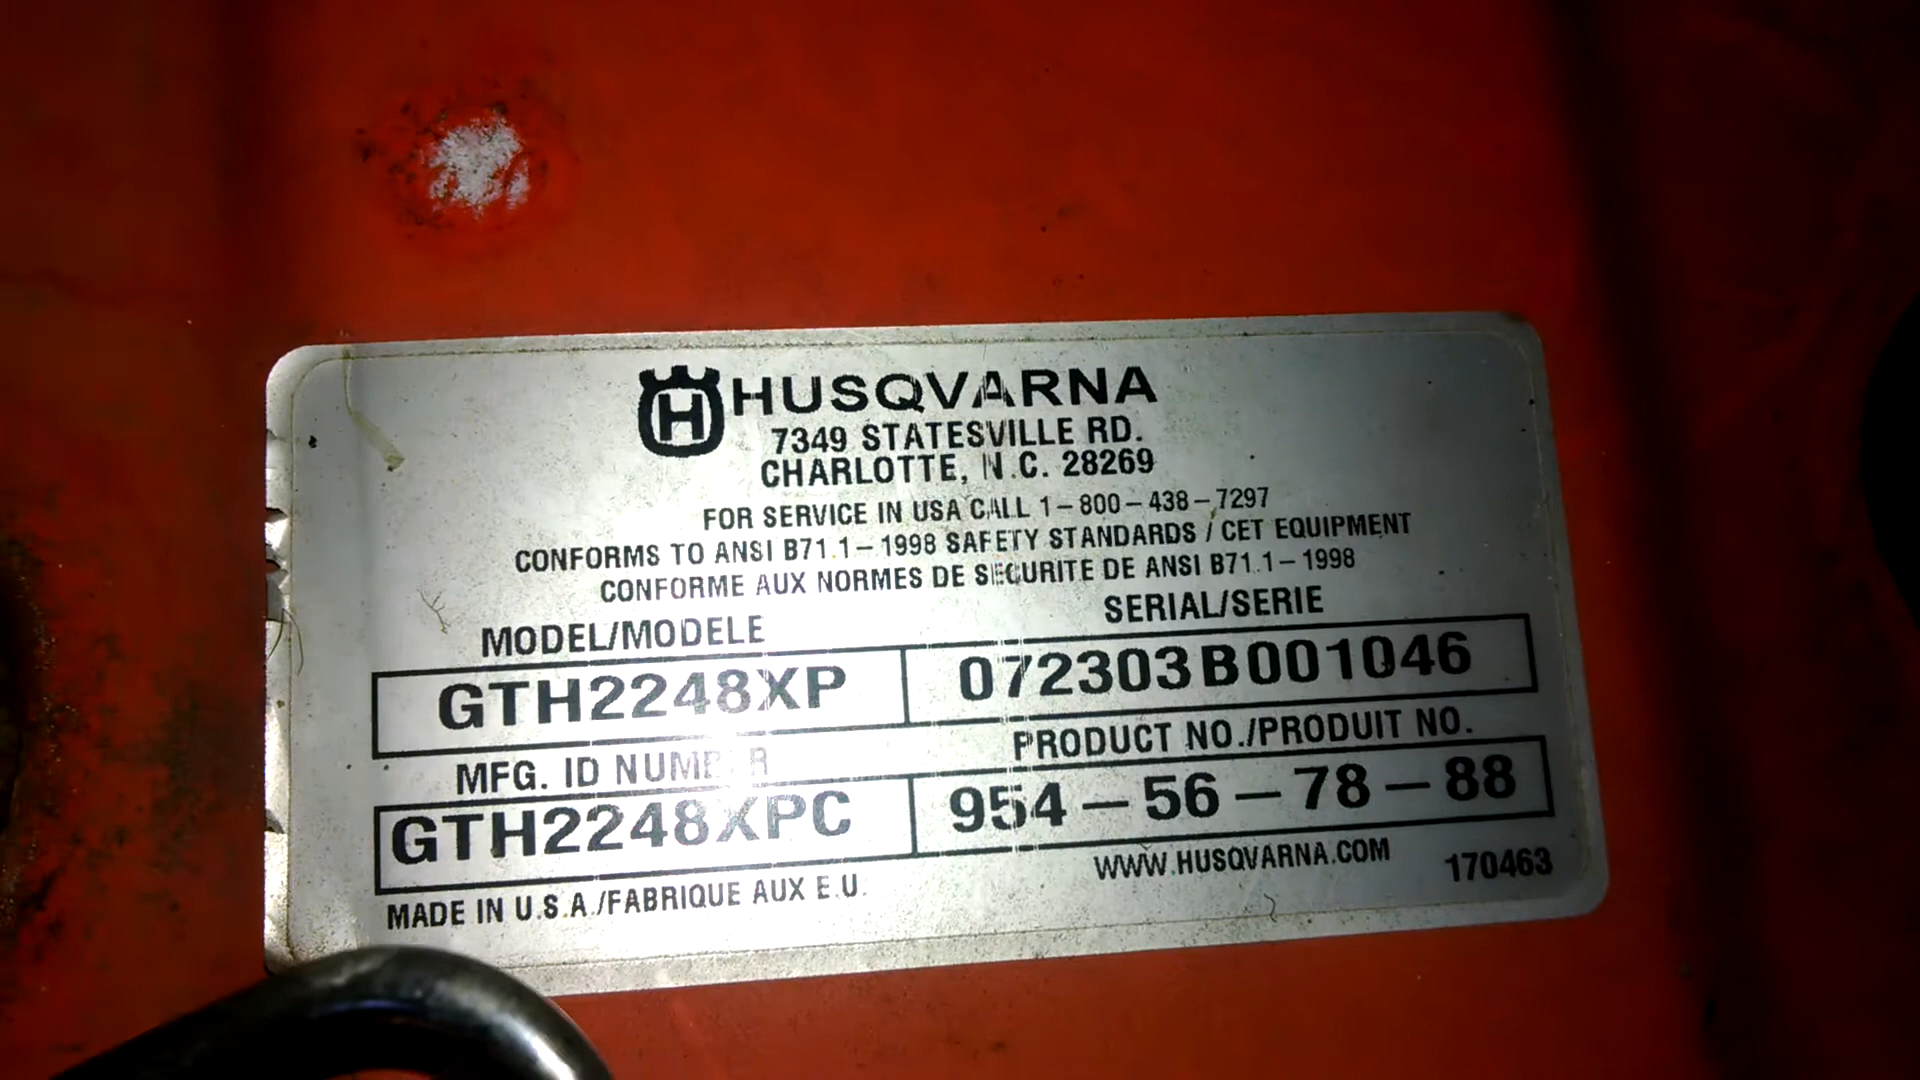 HUSQVARNA
7349 STATESVILLE RD.
CHARLOTTE, N.C. 28269
FOR SERVICE IN USA CALL 1-800-438-7297
CONFORMS TO ANSI B71.1-1998 SAFETY STANDARDS / CET EQUIPMENT
CONFORME AUX NORMES DE SECURITE DE ANSI B71.1-1998
MODEL/MODELE SERIAL/SERIE
GTH2248XP 072303B001046
MFG. ID NUMBER PRODUCT NO./PRODUIT NO.
GTH2248XPC 954-56-78-88
MADE IN U.S.A./FABRIQUE AUX E.U. WWW.HUSQVARNA.COM 170463